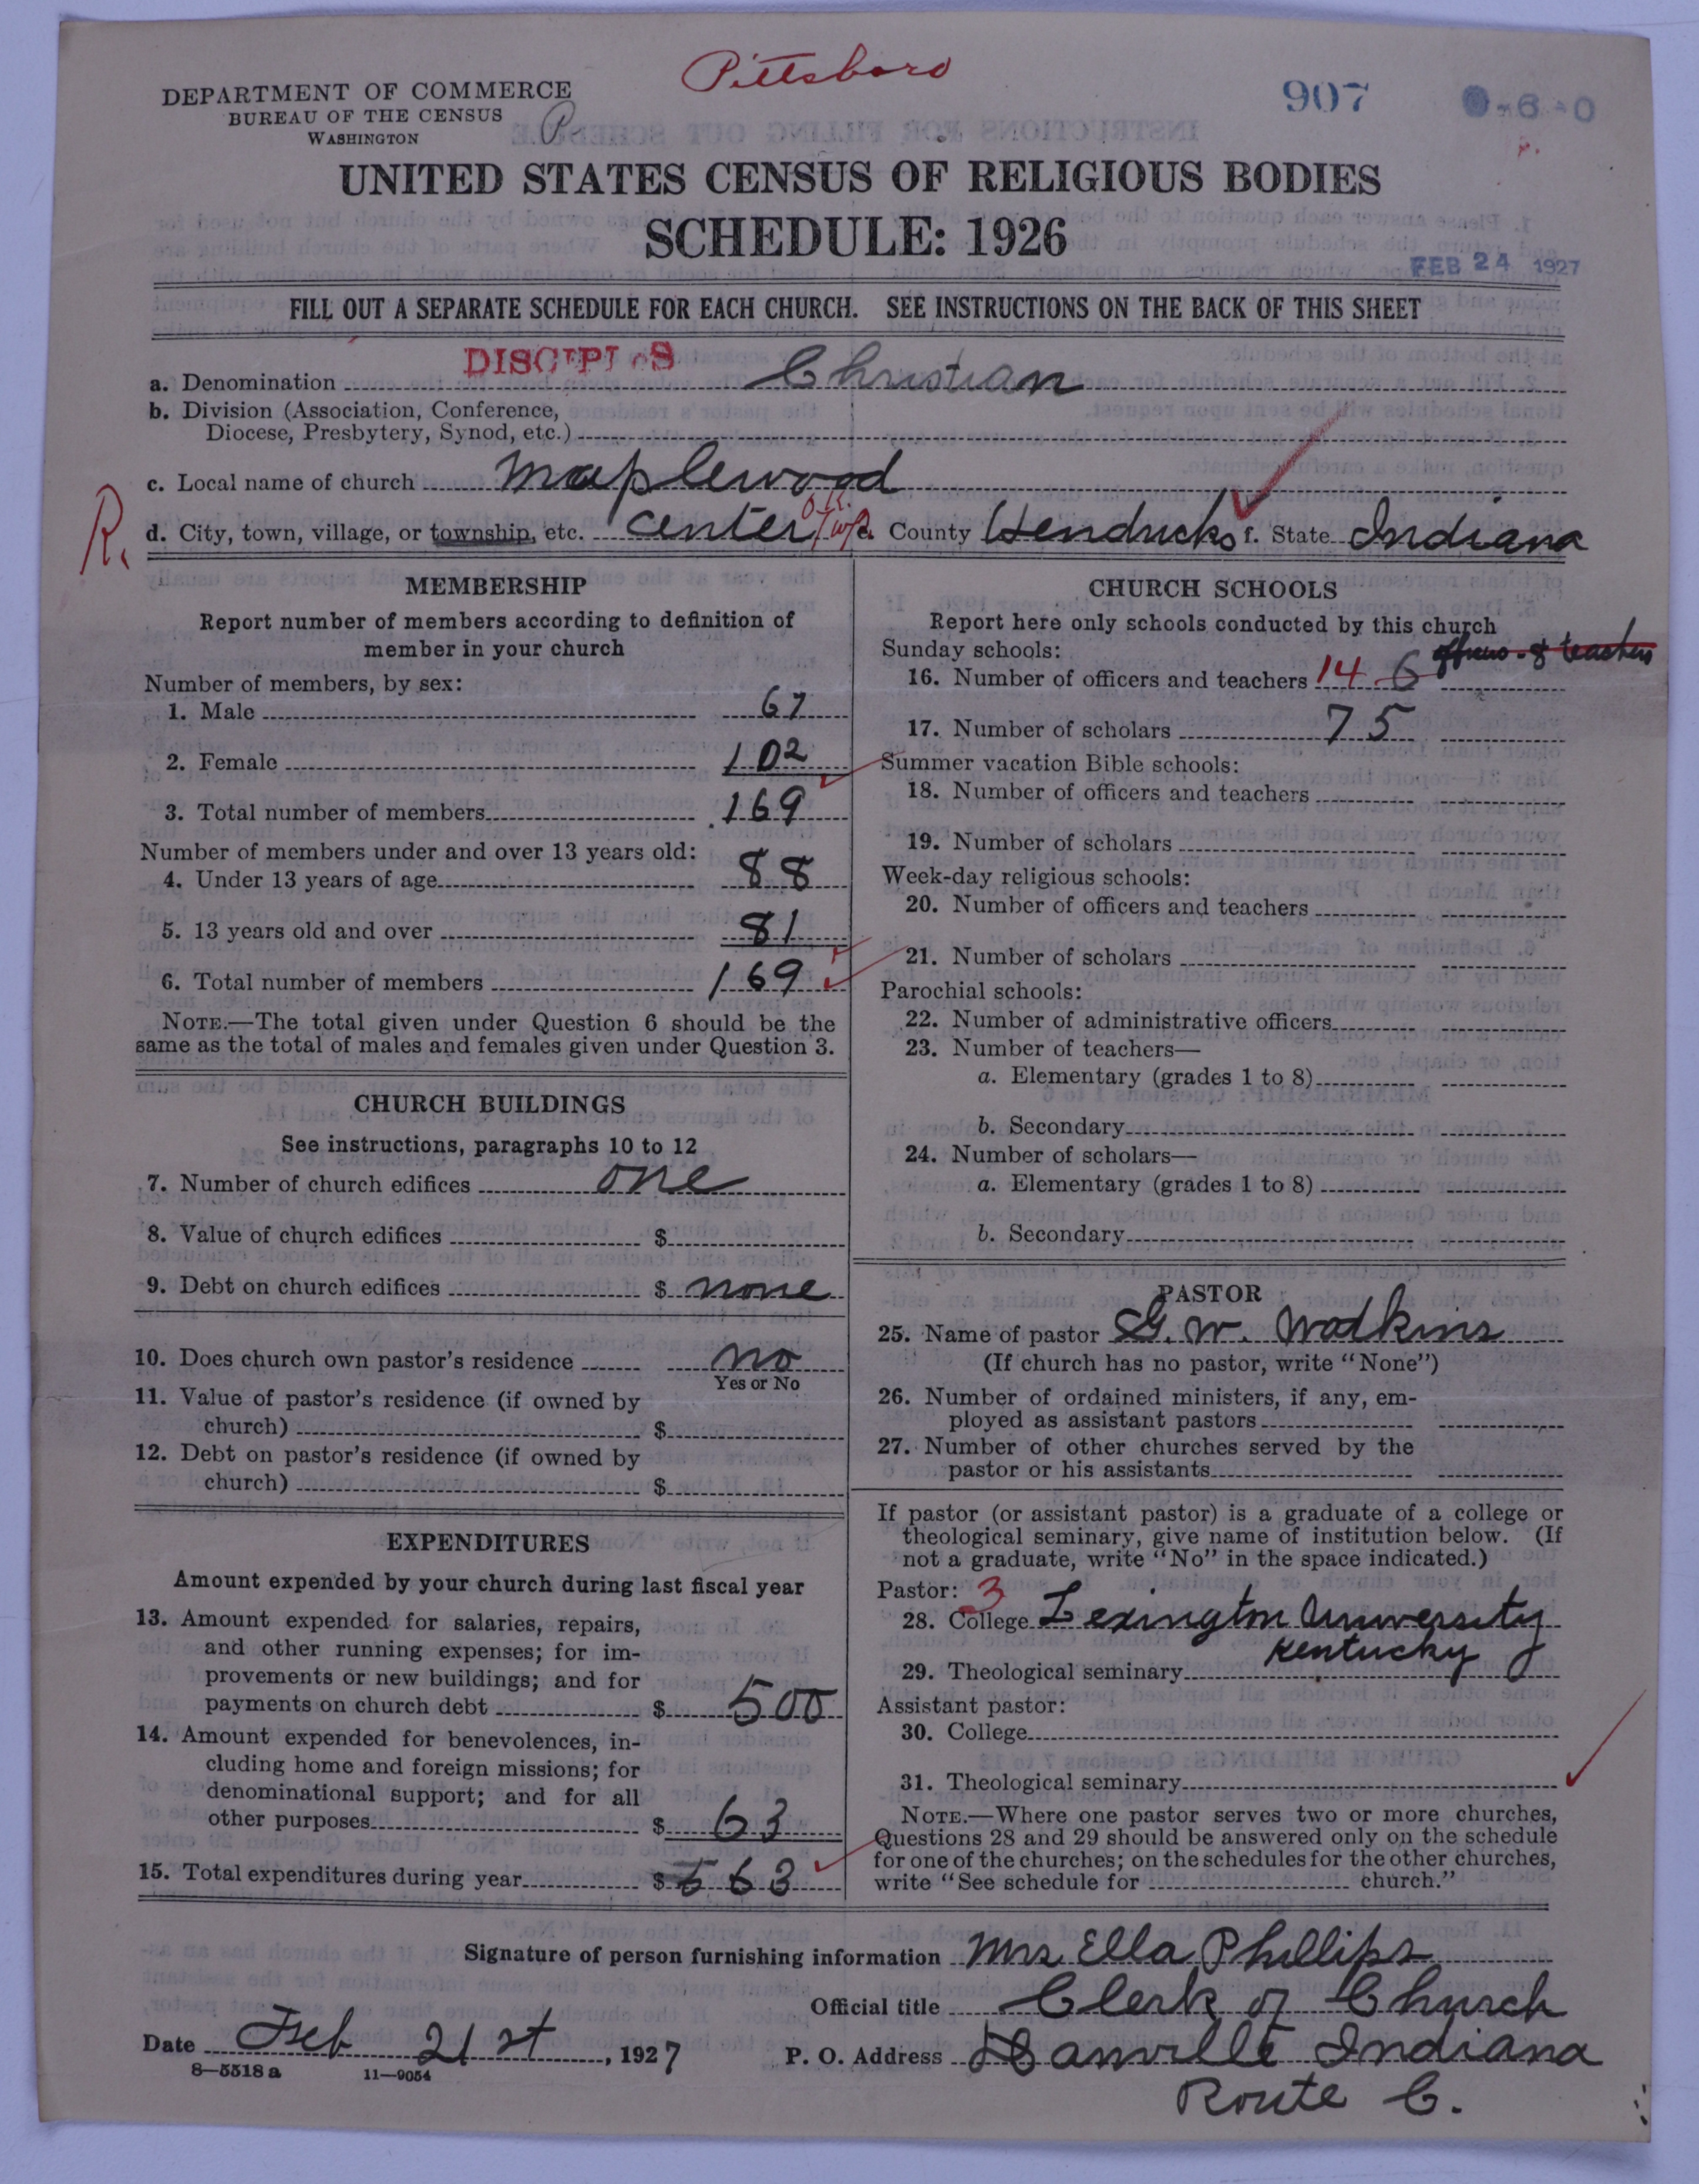 Pittsboro
DEPARTMENT OF COMMERCE
BUREAU OF THE CENSUS
WASHINGTON
907
UNITED STATES CENSUS OF RELIGIOUS BODIES
SCHEDULE: 1926
FEB 24 1927
FILL OUT A SEPARATE SCHEDULE FOR EACH CHURCH. SEE INSTRUCTIONS ON THE BACK OF THIS SHEET
a. Denomination DISCIPLES Christian
b. Division (Association, Conference,
Diocese, Presbytery, Synod, etc.)
c. Local name of church Maplewood
R. d. City, town, village, or township, etc. Center Twp. e. County Hendricks f. State Indiana
MEMBERSHIP
Report number of members according to definition of
member in your church
Number of members, by sex:
1. Male 67
2. Female 102
3. Total number of members 169
Number of members under and over 13 years old:
4. Under 13 years of age 88
5. 13 years old and over 81
6. Total number of members 169
NOTE.—The total given under Question 6 should be the
same as the total of males and females given under Question 3.
CHURCH BUILDINGS
See instructions, paragraphs 10 to 12
7. Number of church edifices one
8. Value of church edifices $
9. Debt on church edifices $ none
10. Does church own pastor's residence no
Yes or No
11. Value of pastor's residence (if owned by
church) $
12. Debt on pastor's residence (if owned by
church) $
EXPENDITURES
Amount expended by your church during last fiscal year
13. Amount expended for salaries, repairs,
and other running expenses; for im-
provements or new buildings; and for
payments on church debt $ 500
14. Amount expended for benevolences, in-
cluding home and foreign missions; for
denominational support; and for all
other purposes $ 63
15. Total expenditures during year $ 563
CHURCH SCHOOLS
Report here only schools conducted by this church
Sunday schools:
16. Number of officers and teachers 14 6 officers - 8 teachers
17. Number of scholars 75
Summer vacation Bible schools:
18. Number of officers and teachers
19. Number of scholars
Week-day religious schools:
20. Number of officers and teachers
21. Number of scholars
Parochial schools:
22. Number of administrative officers
23. Number of teachers—
a. Elementary (grades 1 to 8)
b. Secondary
24. Number of scholars—
a. Elementary (grades 1 to 8)
b. Secondary
PASTOR
25. Name of pastor G. W. Wodkins
(If church has no pastor, write "None")
26. Number of ordained ministers, if any, em-
ployed as assistant pastors
27. Number of other churches served by the
pastor or his assistants
If pastor (or assistant pastor) is a graduate of a college or
theological seminary, give name of institution below. (If
not a graduate, write "No" in the space indicated.)
Pastor: 3
28. College Lexington University
Kentucky
29. Theological seminary
Assistant pastor:
30. College
31. Theological seminary
NOTE.—Where one pastor serves two or more churches,
Questions 28 and 29 should be answered only on the schedule
for one of the churches; on the schedules for the other churches,
write "See schedule for church."
Signature of person furnishing information Mrs Ella Phillips
Official title Clerk of Church
Date Feb 21st, 1927 P. O. Address Danville Indiana
Route C.
8—5518a 11—9054